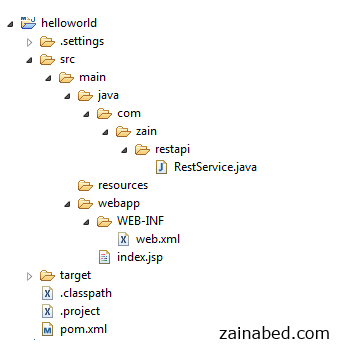 helloworld
.settings
src
main
java
com
zain
restapi
RestService.java
resources
webapp
WEB-INF
web.xml
index.jsp
target
.classpath
.project
pom.xml
zainabed.com